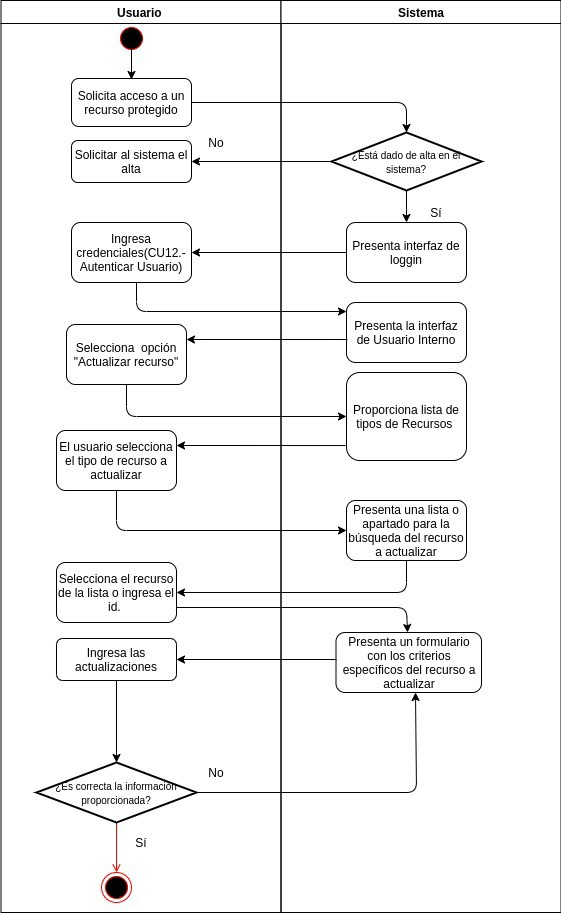 Usuario
Sistema
Solicita acceso a un
recurso protegido
¿Está dado de alta en el
sistema?
No
Solicitar al sistema el
alta
Sí
Presenta interfaz de
loggin
Ingresa
credenciales(CU12.-
Autenticar Usuario)
Presenta la interfaz
de Usuario Interno
Selecciona opción
"Actualizar recurso"
Proporciona lista de
tipos de Recursos
El usuario selecciona
el tipo de recurso a
actualizar
Presenta una lista o
apartado para la
búsqueda del recurso
a actualizar
Selecciona el recurso
de la lista o ingresa el
id.
Presenta un formulario
con los criterios
específicos del recurso a
actualizar
Ingresa las
actualizaciones
¿Es correcta la información
proporcionada?
No
Sí